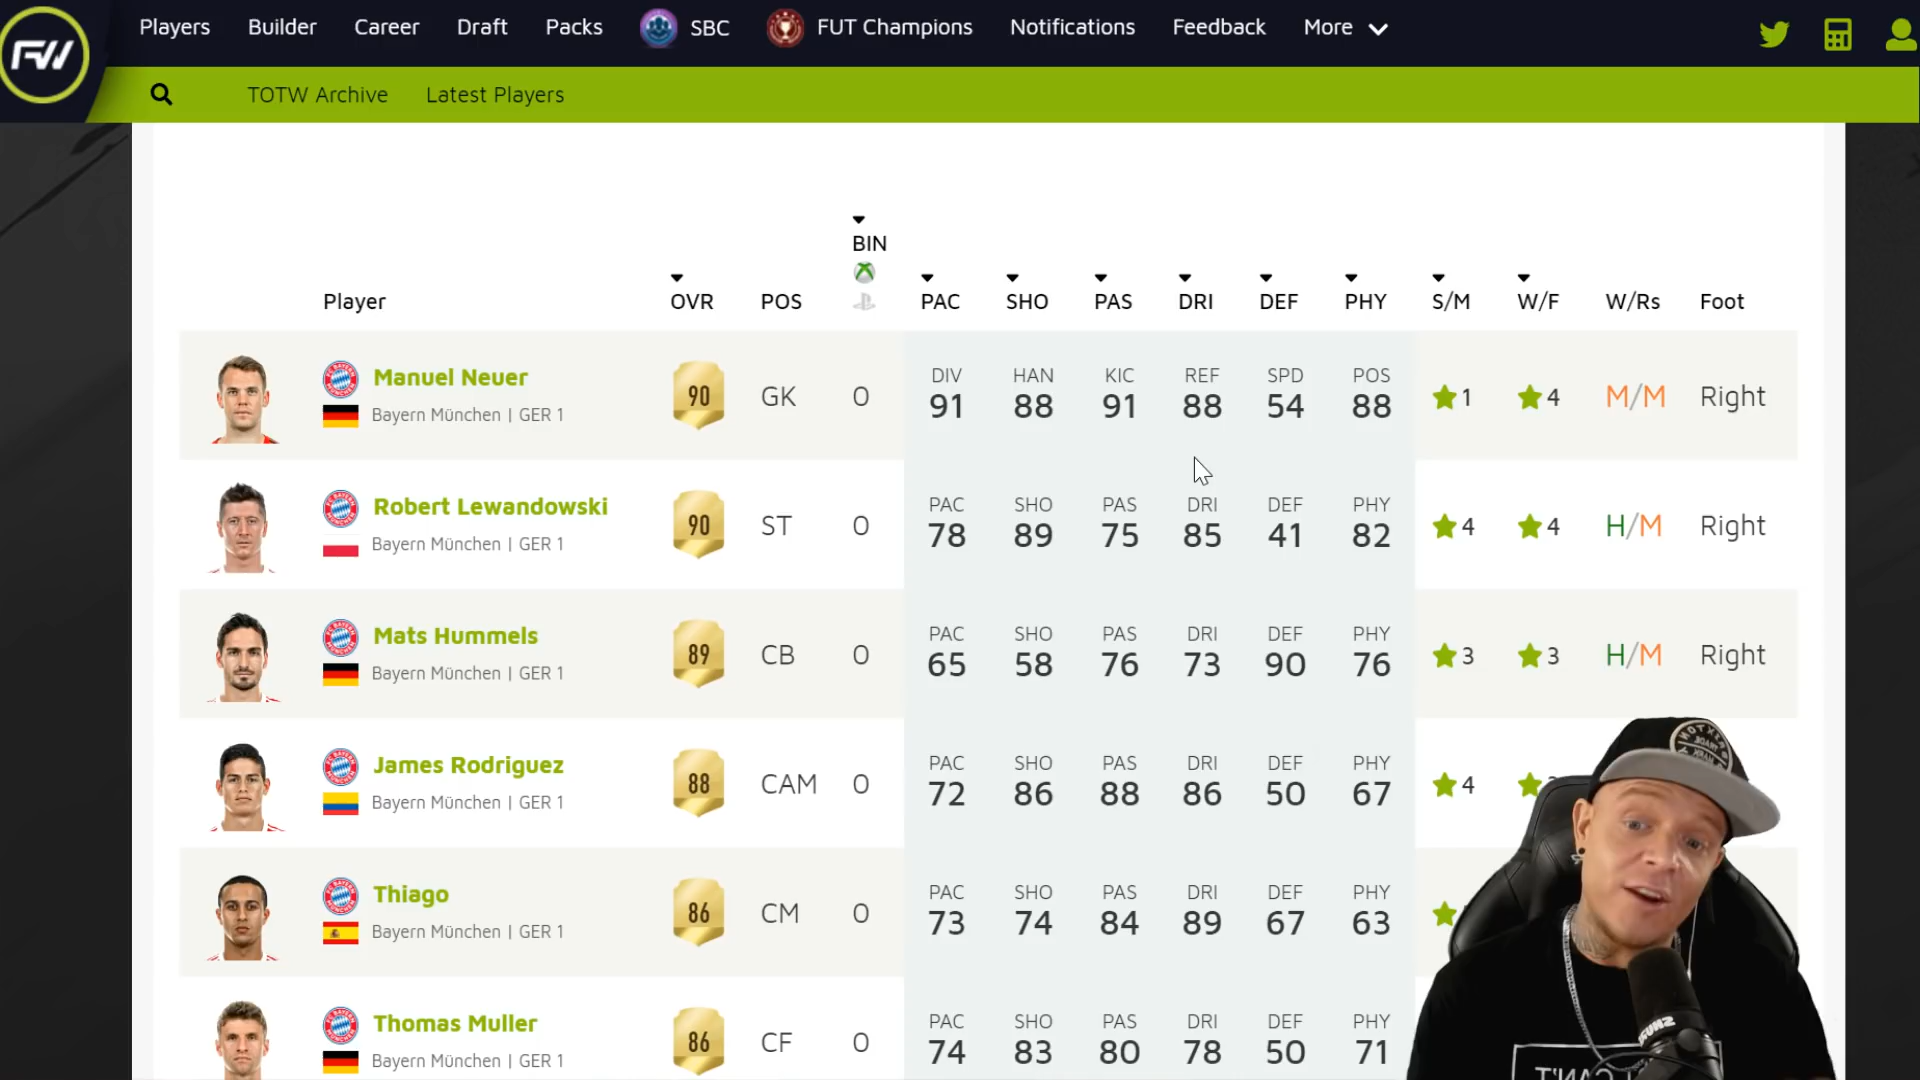 FW Players Builder Career Draft Packs SBC FUT Champions Notifications Feedback More
TOTW Archive Latest Players
BIN
Player OVR POS PAC SHO PAS DRI DEF PHY S/M W/F W/Rs Foot
Manuel Neuer
Bayern München | GER 1
90 GK 0
DIV HAN KIC REF SPD POS
91 88 91 88 54 88
1 4 M/M Right
Robert Lewandowski
Bayern München | GER 1
90 ST 0
PAC SHO PAS DRI DEF PHY
78 89 75 85 41 82
4 4 H/M Right
Mats Hummels
Bayern München | GER 1
89 CB 0
PAC SHO PAS DRI DEF PHY
65 58 76 73 90 76
3 3 H/M Right
James Rodriguez
Bayern München | GER 1
88 CAM 0
PAC SHO PAS DRI DEF PHY
72 86 88 86 50 67
4
Thiago
Bayern München | GER 1
86 CM 0
PAC SHO PAS DRI DEF PHY
73 74 84 89 67 63
Thomas Muller
Bayern München | GER 1
86 CF 0
PAC SHO PAS DRI DEF PHY
74 83 80 78 50 71